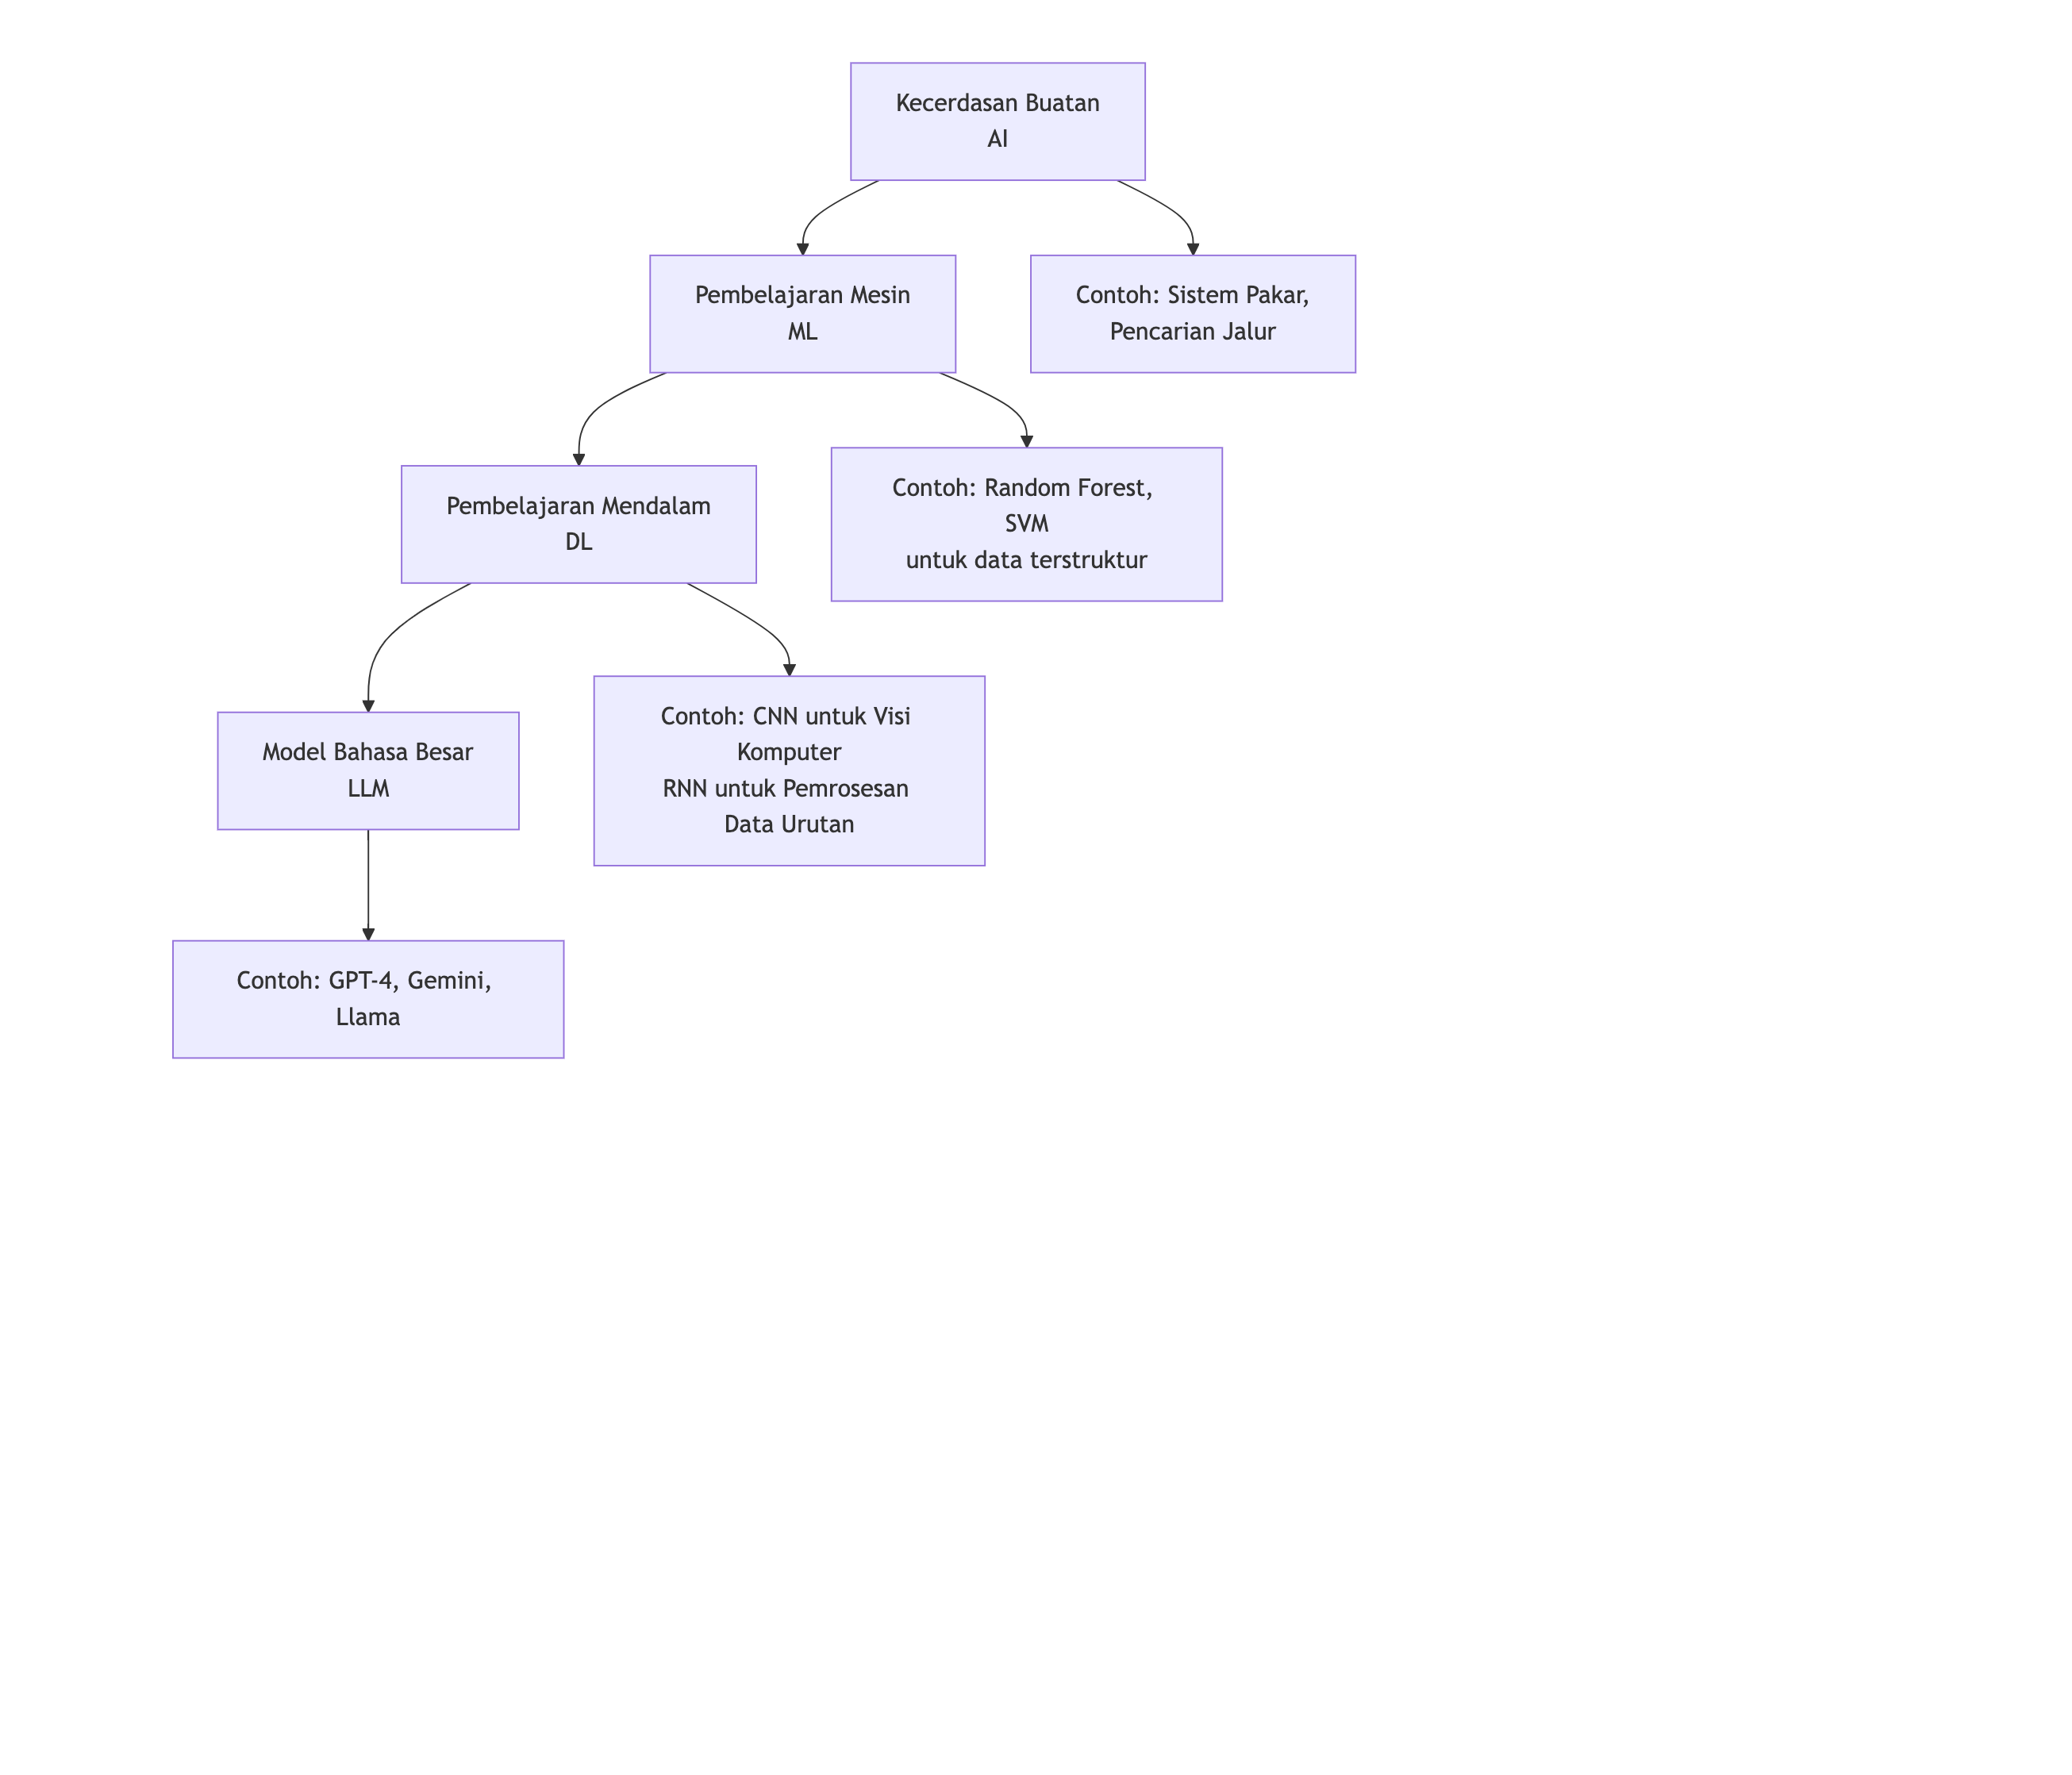 Kecerdasan Buatan
AI
Pembelajaran Mesin
ML
Contoh: Sistem Pakar,
Pencarian Jalur
Pembelajaran Mendalam
DL
Contoh: Random Forest,
SVM
untuk data terstruktur
Model Bahasa Besar
LLM
Contoh: CNN untuk Visi
Komputer
RNN untuk Pemrosesan
Data Urutan
Contoh: GPT-4, Gemini,
Llama